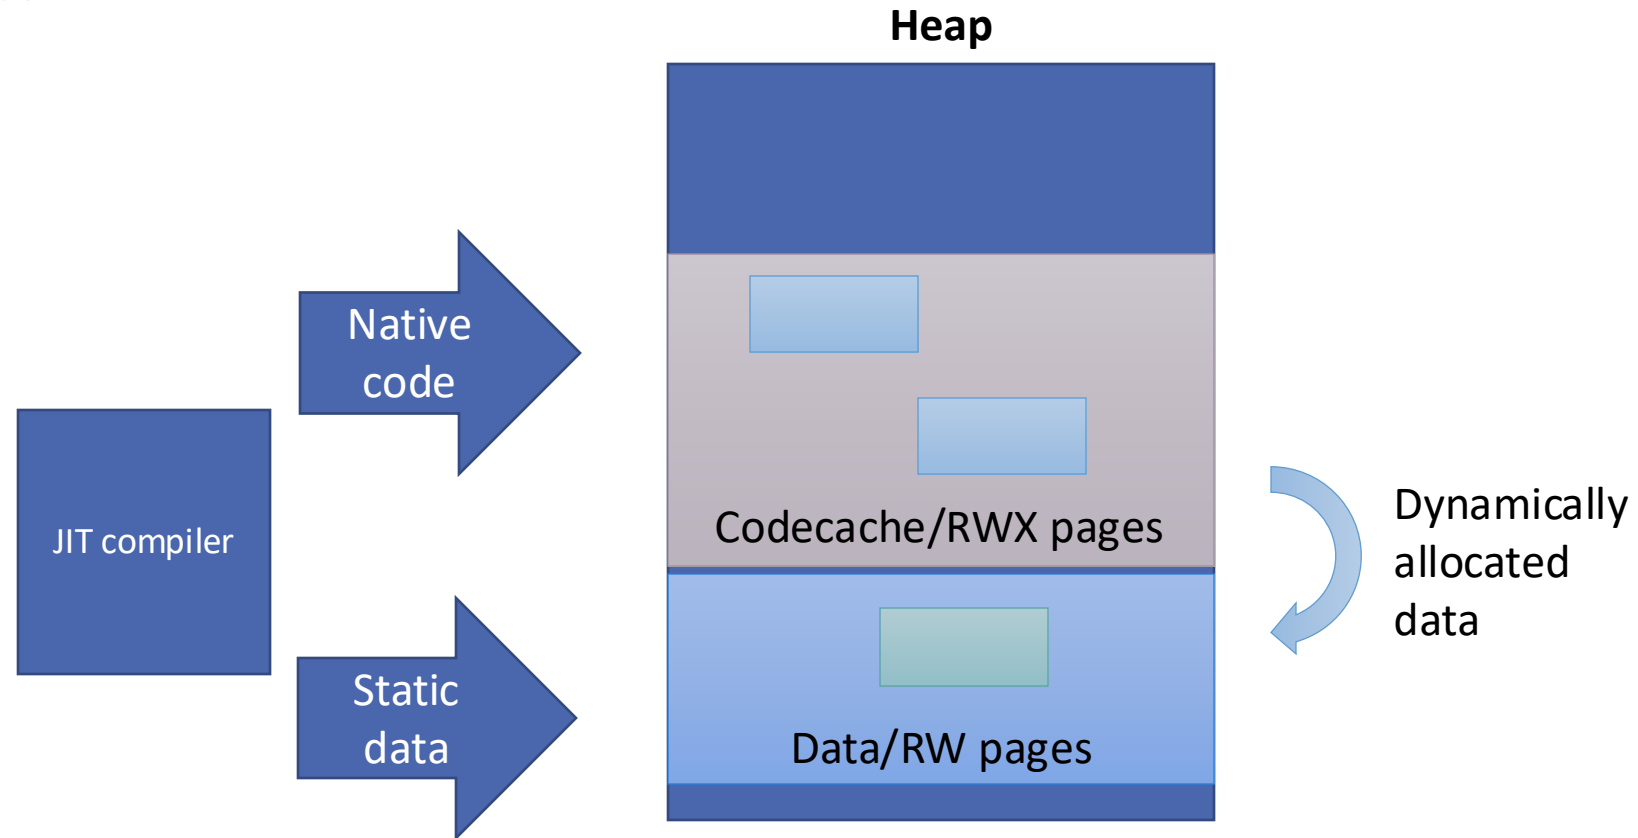 Heap
Native
code
JIT compiler
Codecache/RWX pages
Dynamically
allocated
data
Static
data
Data/RW pages